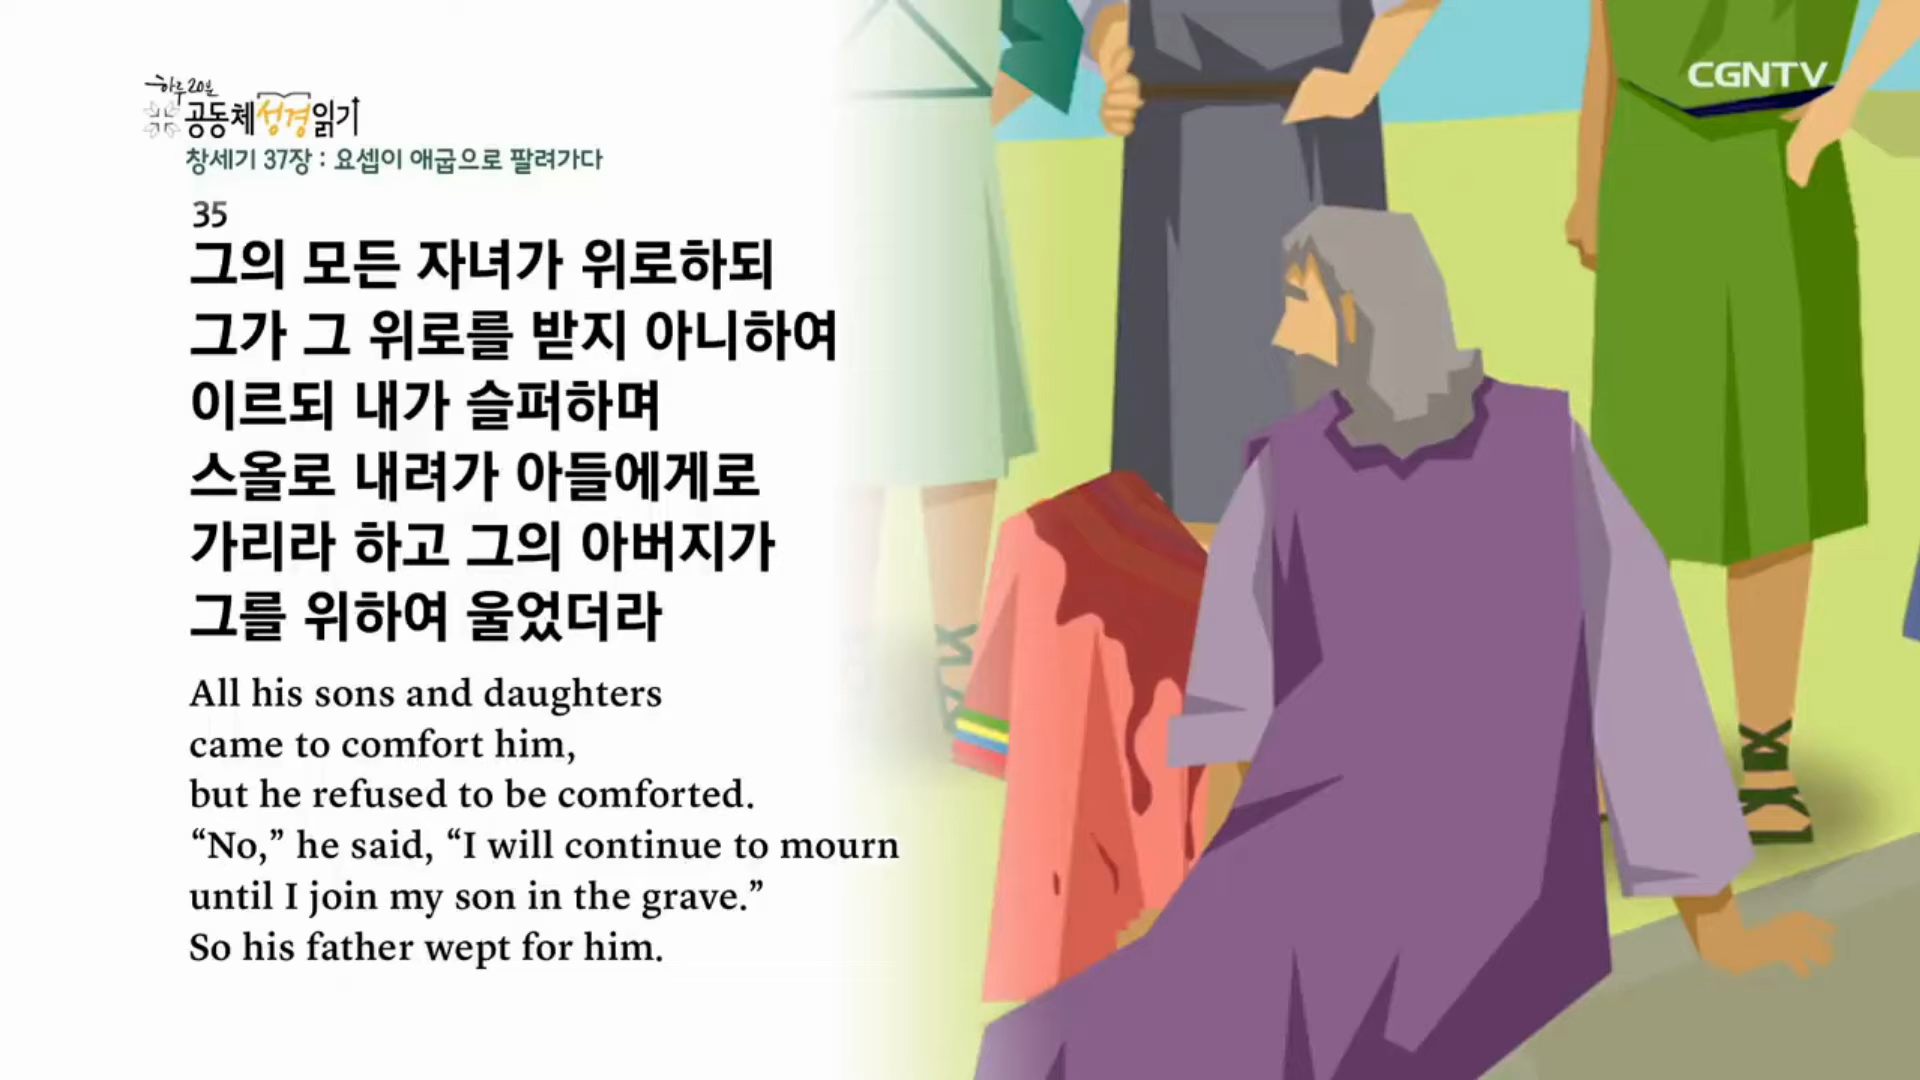 하루 20분
공동체성경읽기
CGNTV
창세기 37장 : 요셉이 애굽으로 팔려가다
35
그의 모든 자녀가 위로하되
그가 그 위로를 받지 아니하여
이르되 내가 슬퍼하며
스올로 내려가 아들에게로
가리라 하고 그의 아버지가
그를 위하여 울었더라
All his sons and daughters
came to comfort him,
but he refused to be comforted.
“No,” he said, “I will continue to mourn
until I join my son in the grave.”
So his father wept for him.